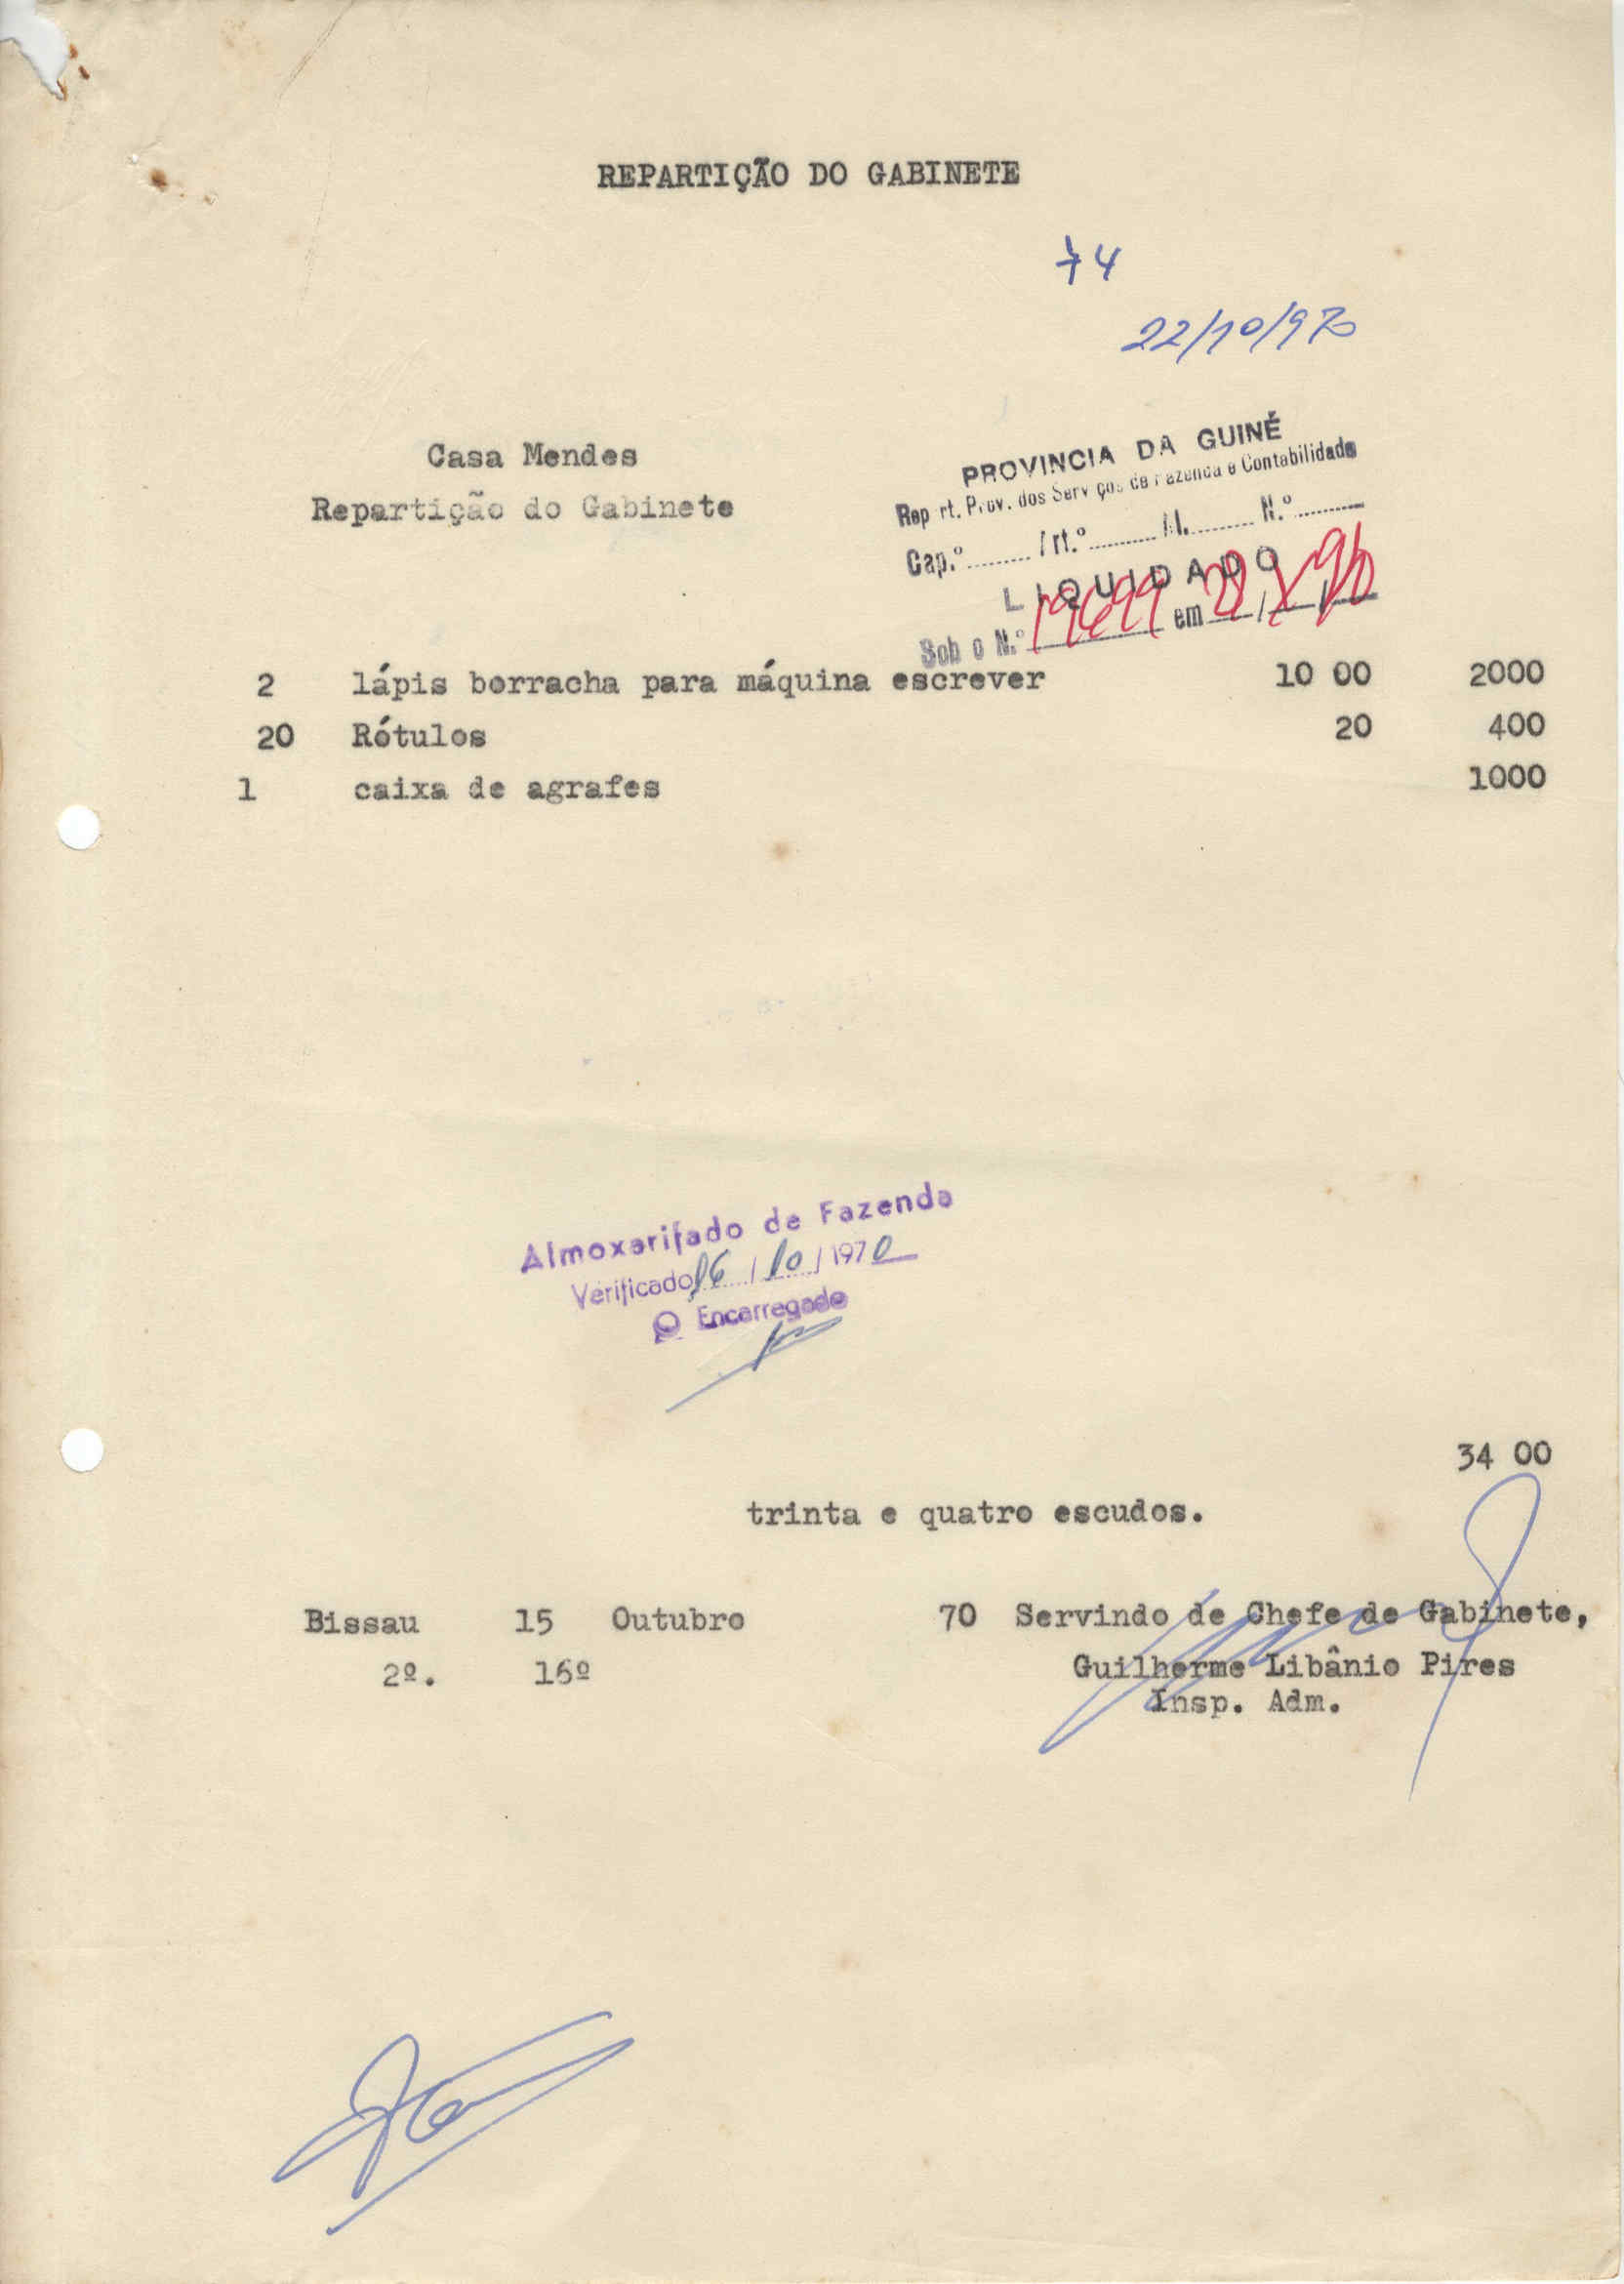 REPARTIÇÃO DO GABINETE
74
22/10/970
Casa Mendes
Repartição do Gabinete
PROVINCIA DA GUINÉ
Rep rt. Prov. dos Serv ços de Fazenda e Contabilidade
Cap.º ........ Art.º ........ N.º ........
LIQUIDADO
Sob o N.º em
2 lápis borracha para máquina escrever 10 00 2000
20 Rótulos 20 400
1 caixa de agrafes 1000
Almoxarifado de Fazenda
Verificado 16/10/1970
O Encarregado
34 00
trinta e quatro escudos.
Bissau 15 Outubro 70 Servindo de Chefe de Gabinete,
2º. 16º Guilherme Libânio Pires
Insp. Adm.